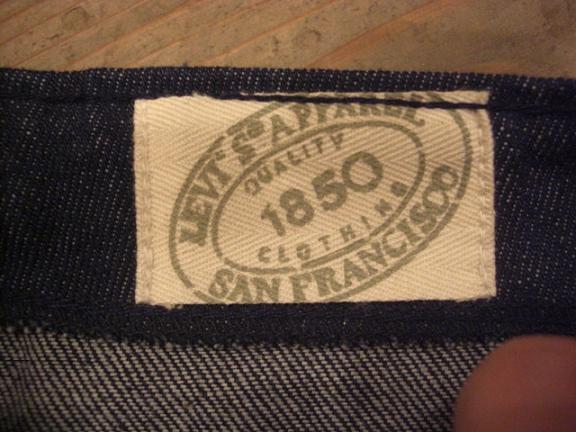 LEVI'S® APPAREL
QUALITY
1850
CLOTHING
SAN FRANCISCO